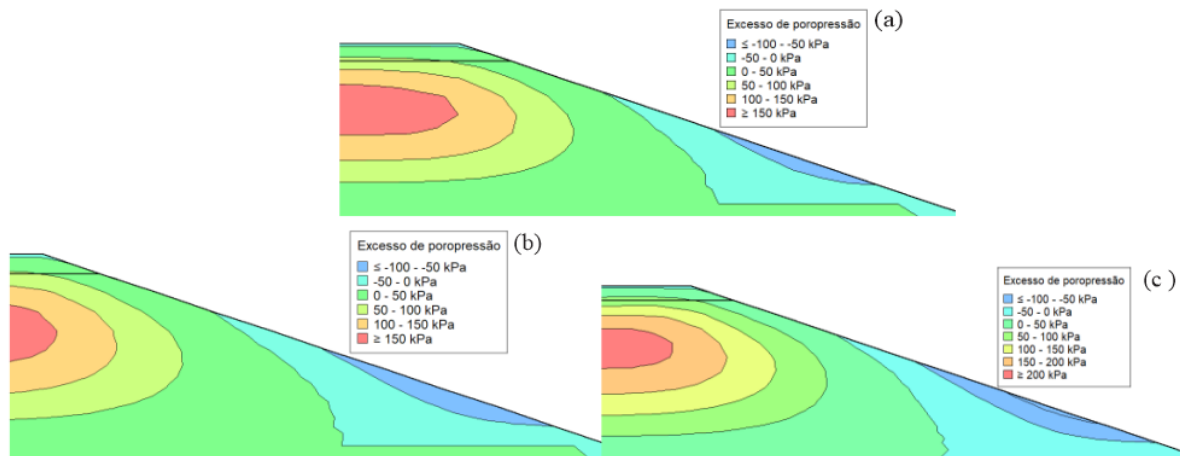 Excesso de poropressão
≤ -100 - -50 kPa
-50 - 0 kPa
0 - 50 kPa
50 - 100 kPa
100 - 150 kPa
≥ 150 kPa
(a)
Excesso de poropressão
≤ -100 - -50 kPa
-50 - 0 kPa
0 - 50 kPa
50 - 100 kPa
100 - 150 kPa
≥ 150 kPa
(b)
Excesso de poropressão
≤ -100 - -50 kPa
-50 - 0 kPa
0 - 50 kPa
50 - 100 kPa
100 - 150 kPa
150 - 200 kPa
≥ 200 kPa
(c )